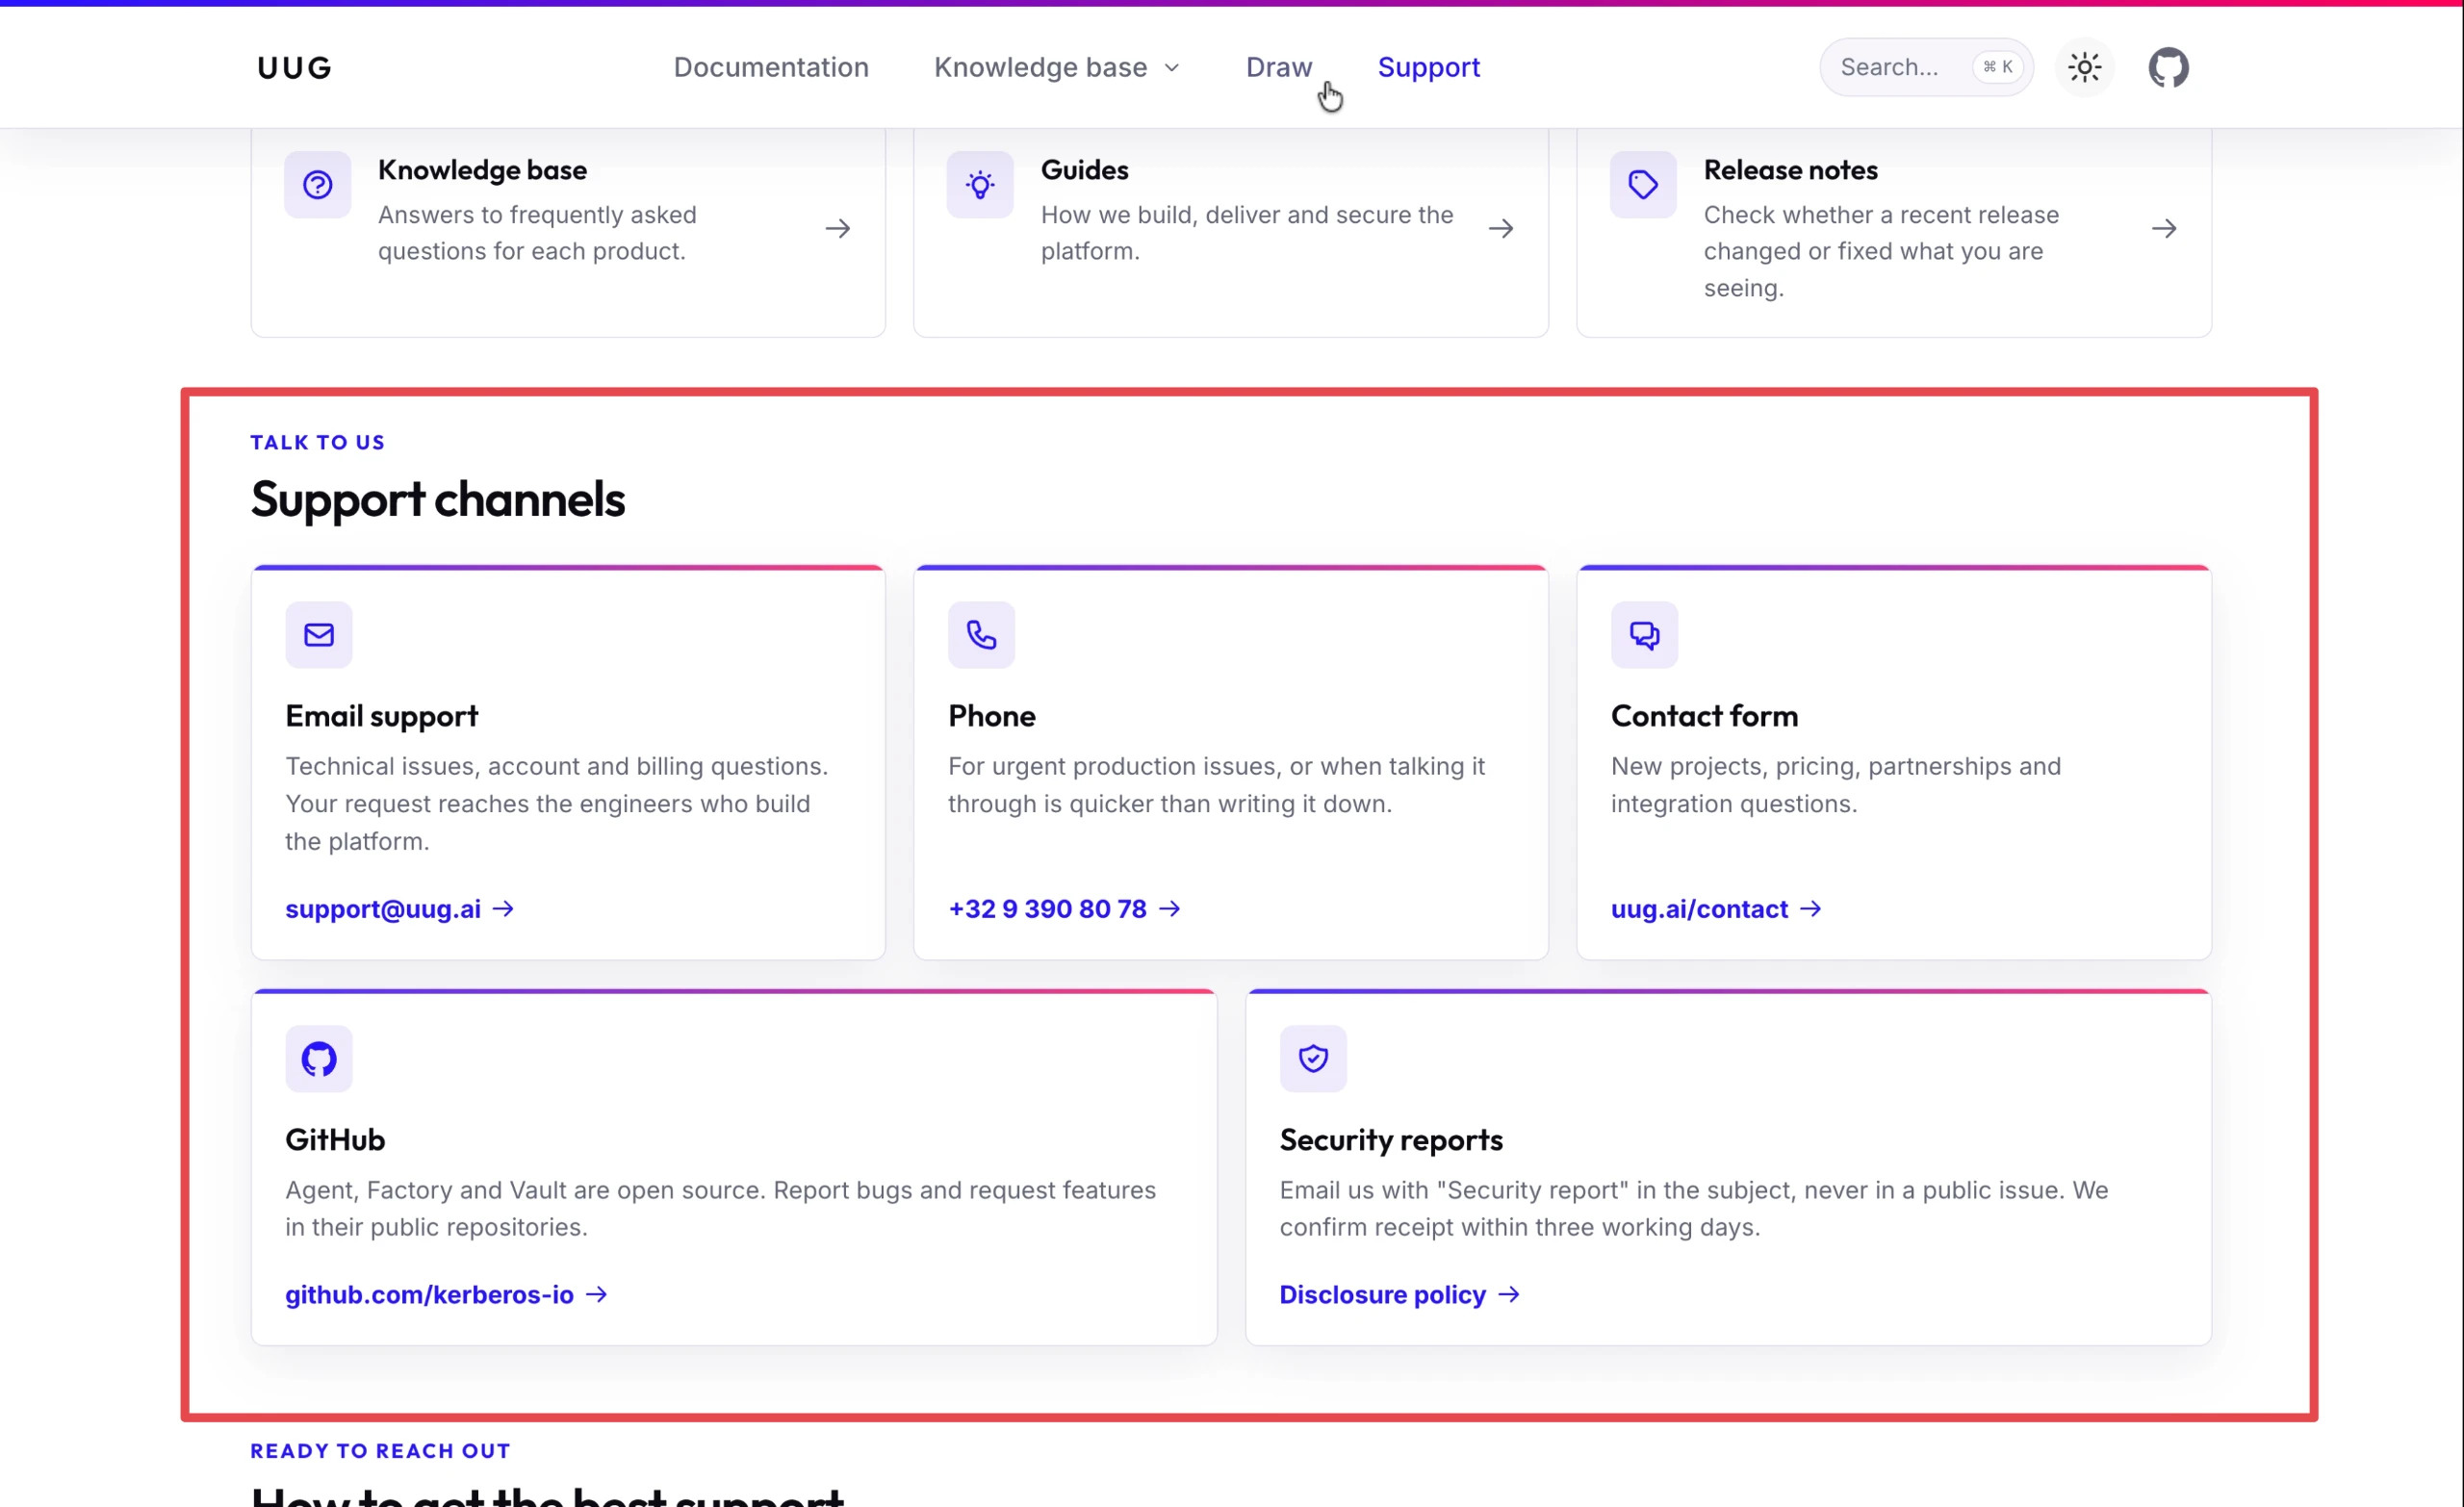 UUG
Documentation
Knowledge base
Draw
Support
Search...
⌘ K
Knowledge base
Answers to frequently asked
questions for each product.
Guides
How we build, deliver and secure the
platform.
Release notes
Check whether a recent release
changed or fixed what you are
seeing.
TALK TO US
Support channels
Email support
Technical issues, account and billing questions.
Your request reaches the engineers who build
the platform.
support@uug.ai →
Phone
For urgent production issues, or when talking it
through is quicker than writing it down.
+32 9 390 80 78 →
Contact form
New projects, pricing, partnerships and
integration questions.
uug.ai/contact →
GitHub
Agent, Factory and Vault are open source. Report bugs and request features
in their public repositories.
github.com/kerberos-io →
Security reports
Email us with "Security report" in the subject, never in a public issue. We
confirm receipt within three working days.
Disclosure policy →
READY TO REACH OUT
How to get the best support